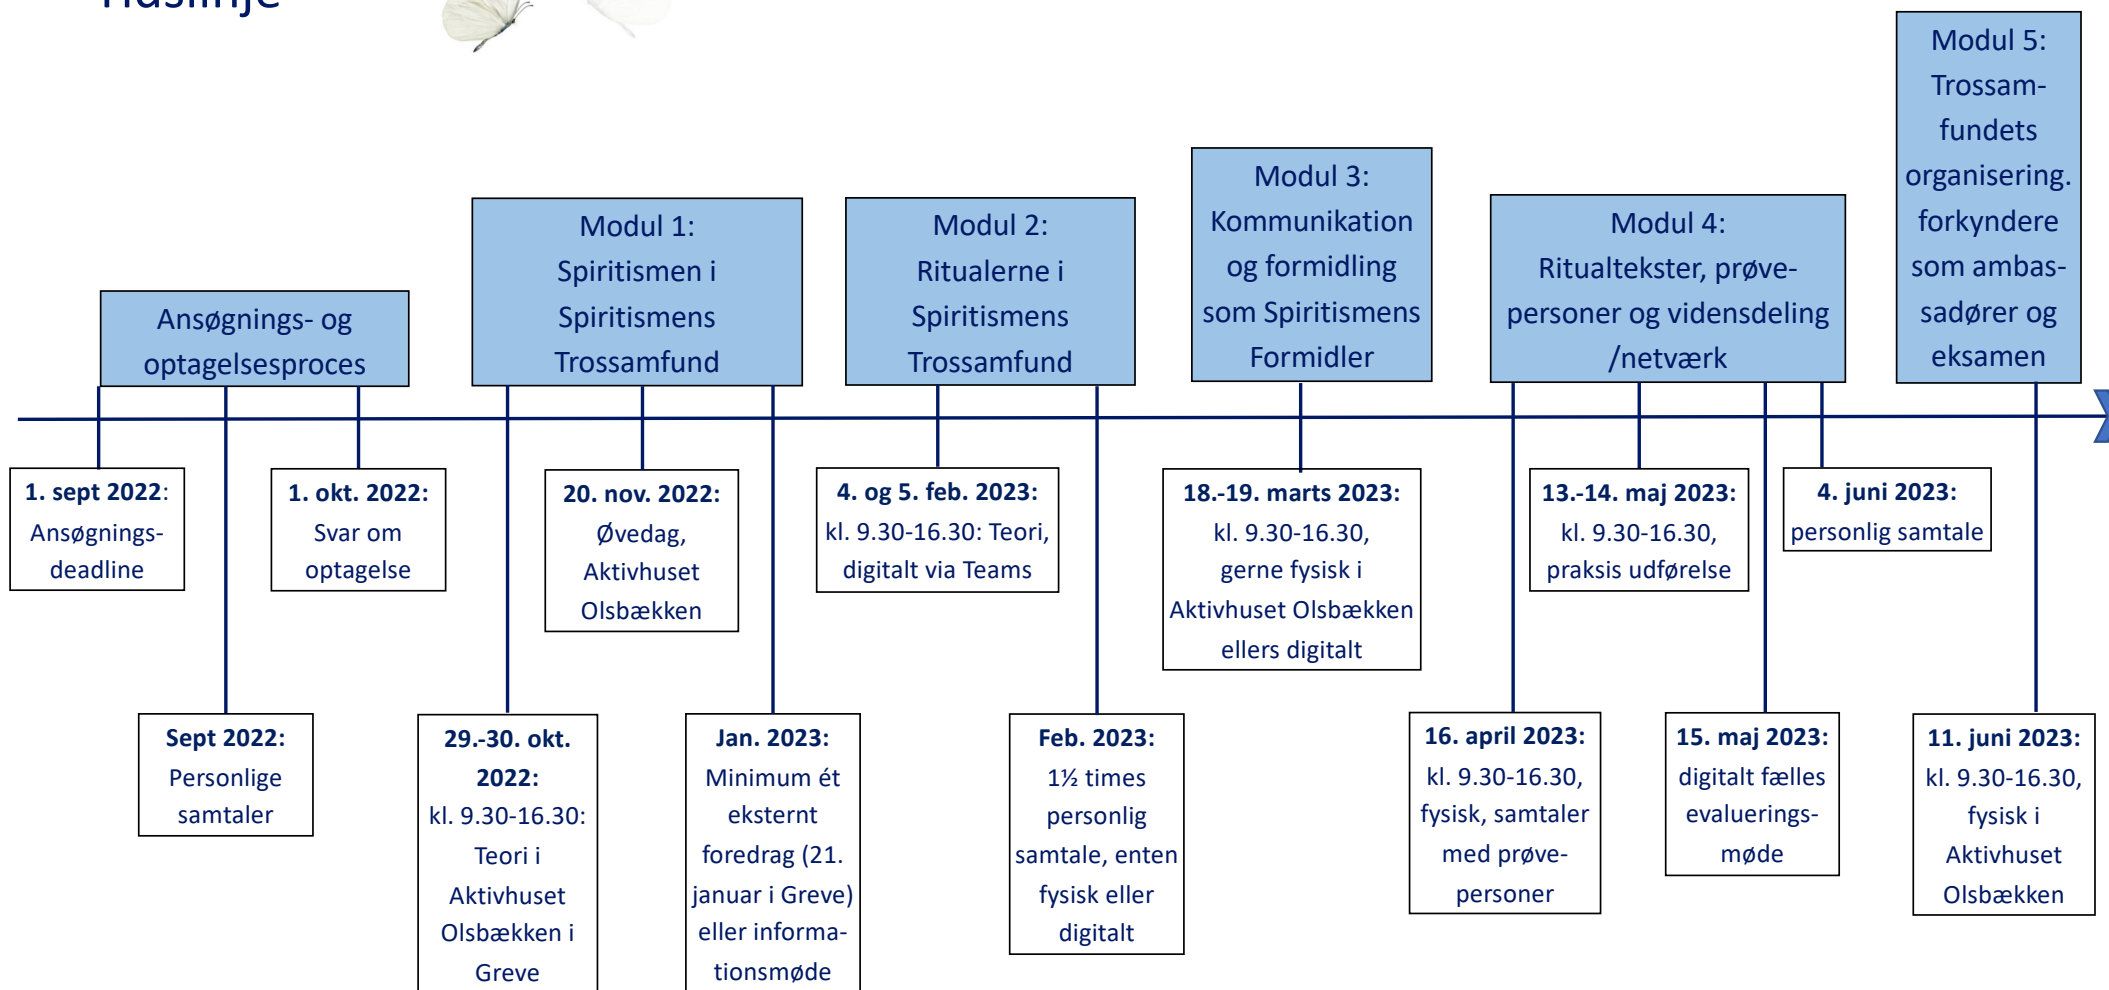 Tidslinje
Ansøgnings- og
optagelsesproces
Modul 1:
Spiritismen i
Spiritismens
Trossamfund
Modul 2:
Ritualerne i
Spiritismens
Trossamfund
Modul 3:
Kommunikation
og formidling
som Spiritismens
Formidler
Modul 4:
Ritualtekster, prøve-
personer og vidensdeling
/netværk
Modul 5:
Trossam-
fundets
organisering.
forkyndere
som ambas-
sadører og
eksamen
1. sept 2022:
Ansøgnings-
deadline
Sept 2022:
Personlige
samtaler
1. okt. 2022:
Svar om
optagelse
29.-30. okt.
2022:
kl. 9.30-16.30:
Teori i
Aktivhuset
Olsbækken i
Greve
20. nov. 2022:
Øvedag,
Aktivhuset
Olsbækken
Jan. 2023:
Minimum ét
eksternt
foredrag (21.
januar i Greve)
eller informa-
tionsmøde
4. og 5. feb. 2023:
kl. 9.30-16.30: Teori,
digitalt via Teams
Feb. 2023:
1½ times
personlig
samtale, enten
fysisk eller
digitalt
18.-19. marts 2023:
kl. 9.30-16.30,
gerne fysisk i
Aktivhuset Olsbækken
ellers digitalt
16. april 2023:
kl. 9.30-16.30,
fysisk, samtaler
med prøve-
personer
13.-14. maj 2023:
kl. 9.30-16.30,
praksis udførelse
15. maj 2023:
digitalt fælles
evaluerings-
møde
4. juni 2023:
personlig samtale
11. juni 2023:
kl. 9.30-16.30,
fysisk i
Aktivhuset
Olsbækken